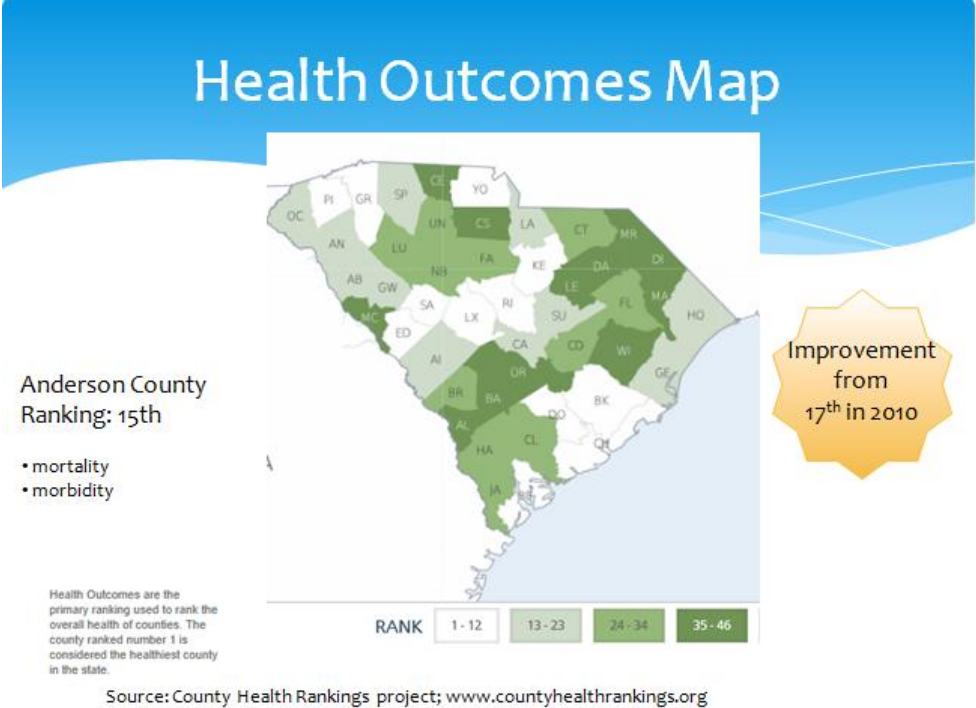 Health Outcomes Map
CE
YO
PI
GR
SP
OC
UN
CS
LA
CT
MR
AN
LU
FA
KE
DA
DI
NB
AB
GW
LE
MA
SA
RI
FL
MC
LX
SU
HO
ED
CA
CD
WI
AI
OR
GE
BR
BA
BK
DO
AL
CL
CH
HA
JA
A
Anderson County
Ranking: 15th
• mortality
• morbidity
Improvement
from
17th in 2010
Health Outcomes are the
primary ranking used to rank the
overall health of counties. The
county ranked number 1 is
considered the healthiest county
in the state.
RANK 1 - 12 13 - 23 24 - 34 35 - 46
Source: County Health Rankings project; www.countyhealthrankings.org